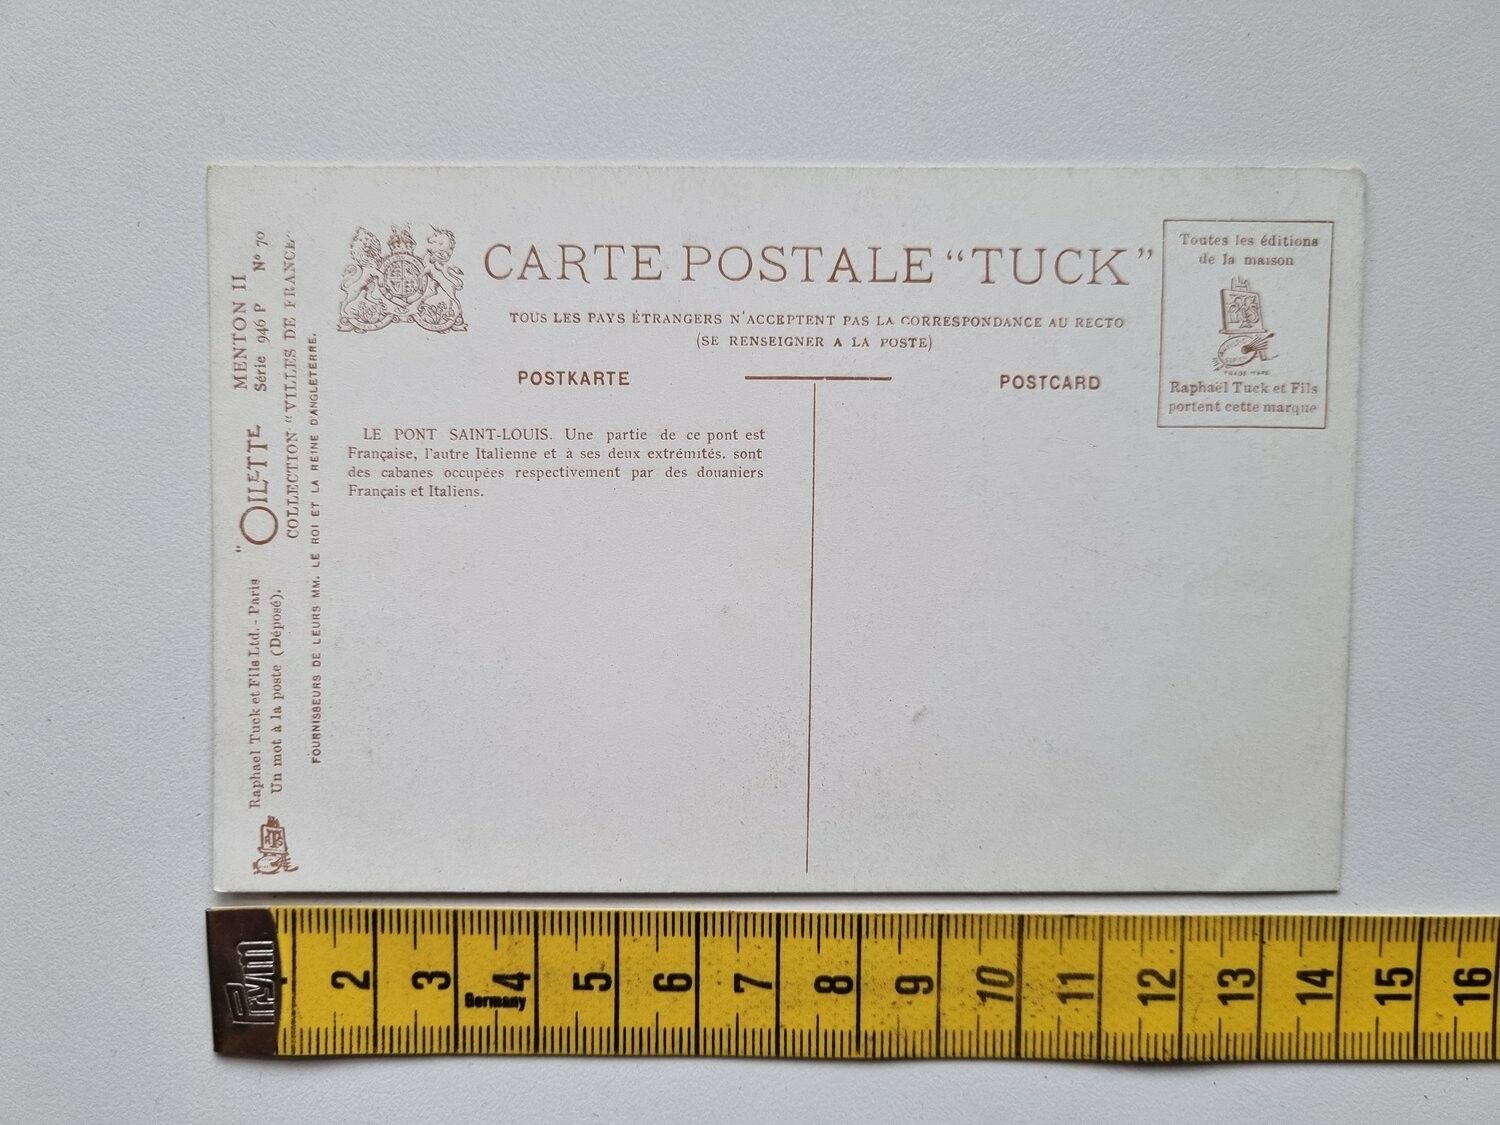 CARTE POSTALE "TUCK"
TOUS LES PAYS ÉTRANGERS N'ACCEPTENT PAS LA CORRESPONDANCE AU RECTO
(SE RENSEIGNER A LA POSTE)
POSTKARTE
POSTCARD
Toutes les éditions
de la maison
TRADE MARK
Raphaël Tuck et Fils
portent cette marque
LE PONT SAINT-LOUIS. Une partie de ce pont est
Française, l'autre Italienne et à ses deux extrémités, sont
des cabanes occupées respectivement par des douaniers
Français et Italiens.
Raphael Tuck et Fils Ltd. - Paris
Un mot à la poste (Déposé).
"OILETTE
MENTON II
Série 946 P N° 70
COLLECTION "VILLES DE FRANCE"
FOURNISSEURS DE LEURS MM. LE ROI ET LA REINE D'ANGLETERRE.
Prym
2 3 4 5 6 7 8 9 10 11 12 13 14 15 16
Germany